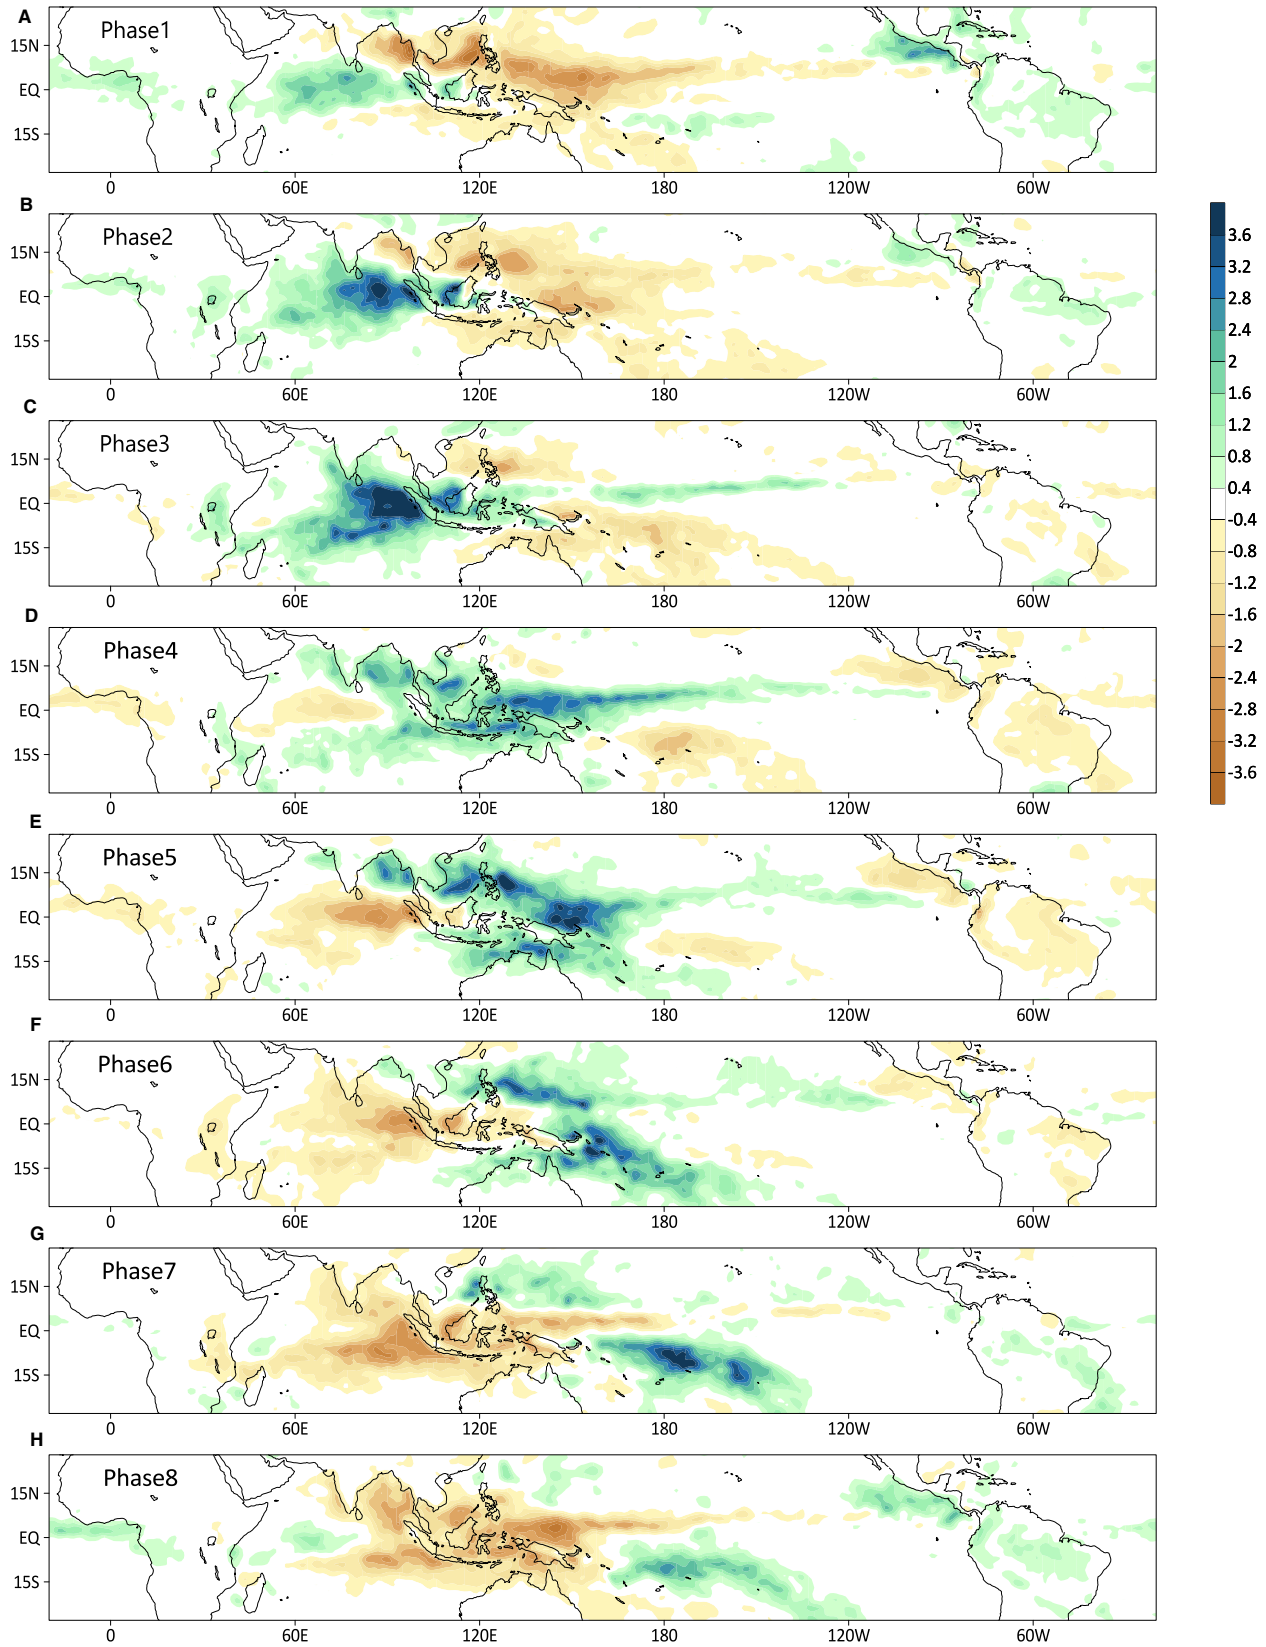 A
Phase1
15N
EQ
15S
0 60E 120E 180 120W 60W
B
Phase2
15N
EQ
15S
0 60E 120E 180 120W 60W
C
Phase3
15N
EQ
15S
0 60E 120E 180 120W 60W
D
Phase4
15N
EQ
15S
0 60E 120E 180 120W 60W
E
Phase5
15N
EQ
15S
0 60E 120E 180 120W 60W
F
Phase6
15N
EQ
15S
0 60E 120E 180 120W 60W
G
Phase7
15N
EQ
15S
0 60E 120E 180 120W 60W
H
Phase8
15N
EQ
15S
0 60E 120E 180 120W 60W
3.6
3.2
2.8
2.4
2
1.6
1.2
0.8
0.4
-0.4
-0.8
-1.2
-1.6
-2
-2.4
-2.8
-3.2
-3.6